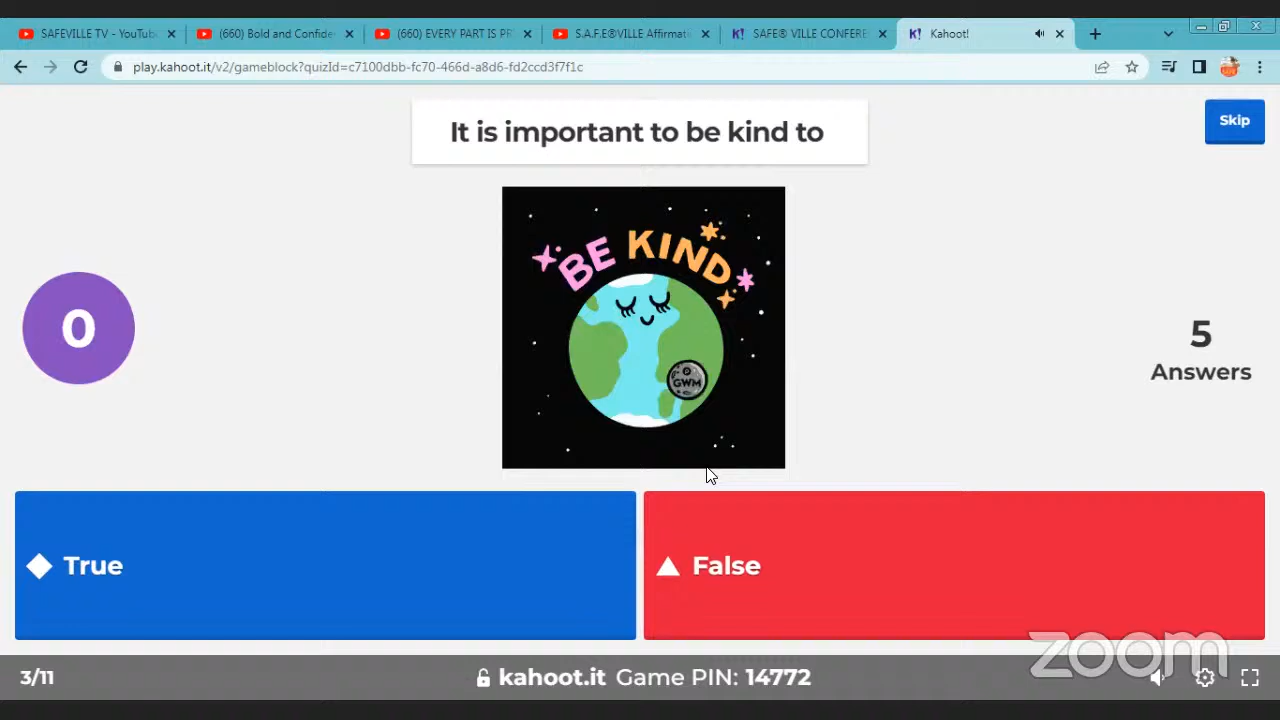 SAFEVILLE TV - YouTub
(660) Bold and Confide
(660) EVERY PART IS PR
S.A.F.E®VILLE Affirmat
K! SAFE® VILLE CONFERE
K! Kahoot!
play.kahoot.it/v2/gameblock?quizId=c7100dbb-fc70-466d-a8d6-fd2ccd3f7f1c
It is important to be kind to
Skip
BE KIND
GWM
0
5
Answers
True
False
zoom
3/11
kahoot.it Game PIN: 14772